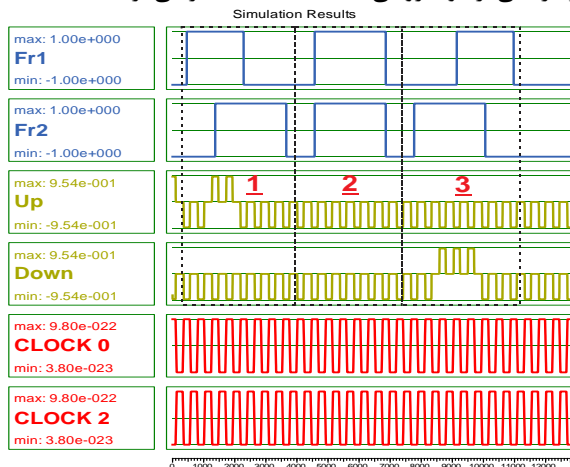 Simulation Results
max: 1.00e+000
Fr1
min: -1.00e+000
max: 1.00e+000
Fr2
min: -1.00e+000
max: 9.54e-001
Up
min: -9.54e-001
1 2 3
max: 9.54e-001
Down
min: -9.54e-001
max: 9.80e-022
CLOCK 0
min: 3.80e-023
max: 9.80e-022
CLOCK 2
min: 3.80e-023
0 1000 2000 3000 4000 5000 6000 7000 8000 9000 10000 11000 12000